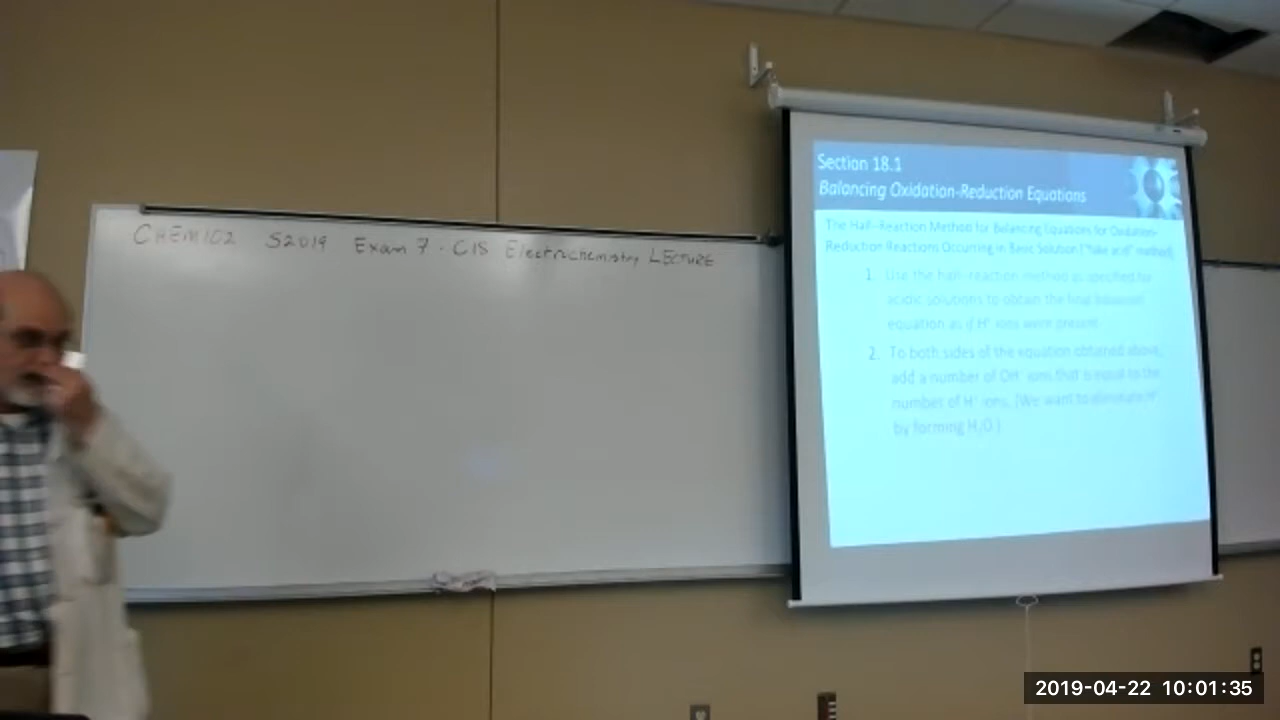 CHEM102 S2019 Exam 7 · C18 Electrochemistry LECTURE
Section 18.1
Balancing Oxidation-Reduction Equations
The Half–Reaction Method for Balancing Equations for Oxidation–
Reduction Reactions Occurring in Basic Solution ("fake acid" method)
1. Use the half–reaction method as specified for
acidic solutions to obtain the final balanced
equation as if H⁺ ions were present.
2. To both sides of the equation obtained above,
add a number of OH⁻ ions that is equal to the
number of H⁺ ions. (We want to eliminate H⁺
by forming H₂O.)
2019-04-22 10:01:35